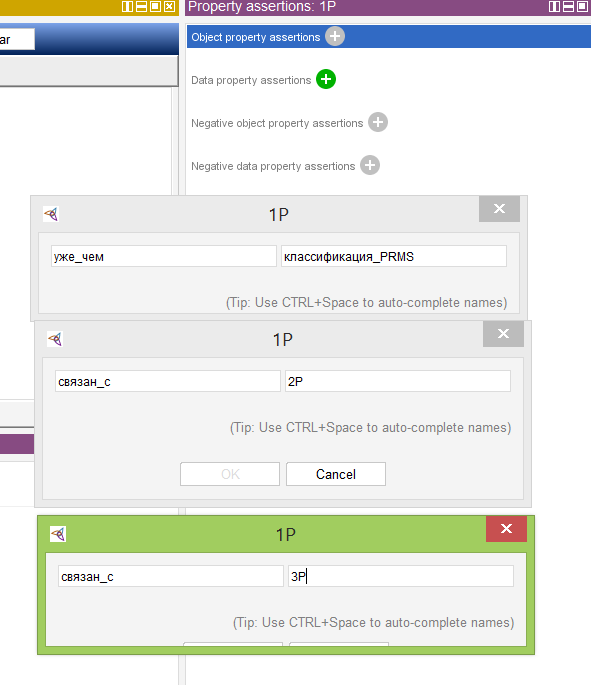 Property assertions: 1P
ar
Object property assertions
Data property assertions
Negative object property assertions
Negative data property assertions
1P
уже_чем
классификация_PRMS
(Tip: Use CTRL+Space to auto-complete names)
1P
связан_с
2P
(Tip: Use CTRL+Space to auto-complete names)
OK
Cancel
1P
связан_с
3P
(Tip: Use CTRL+Space to auto-complete names)